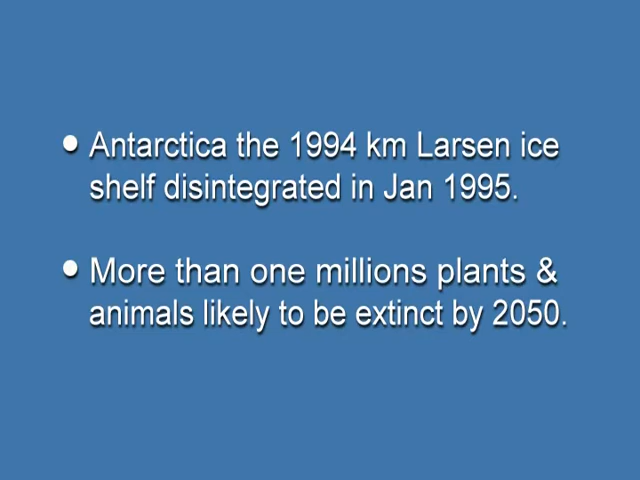 • Antarctica the 1994 km Larsen ice
shelf disintegrated in Jan 1995.
• More than one millions plants &
animals likely to be extinct by 2050.